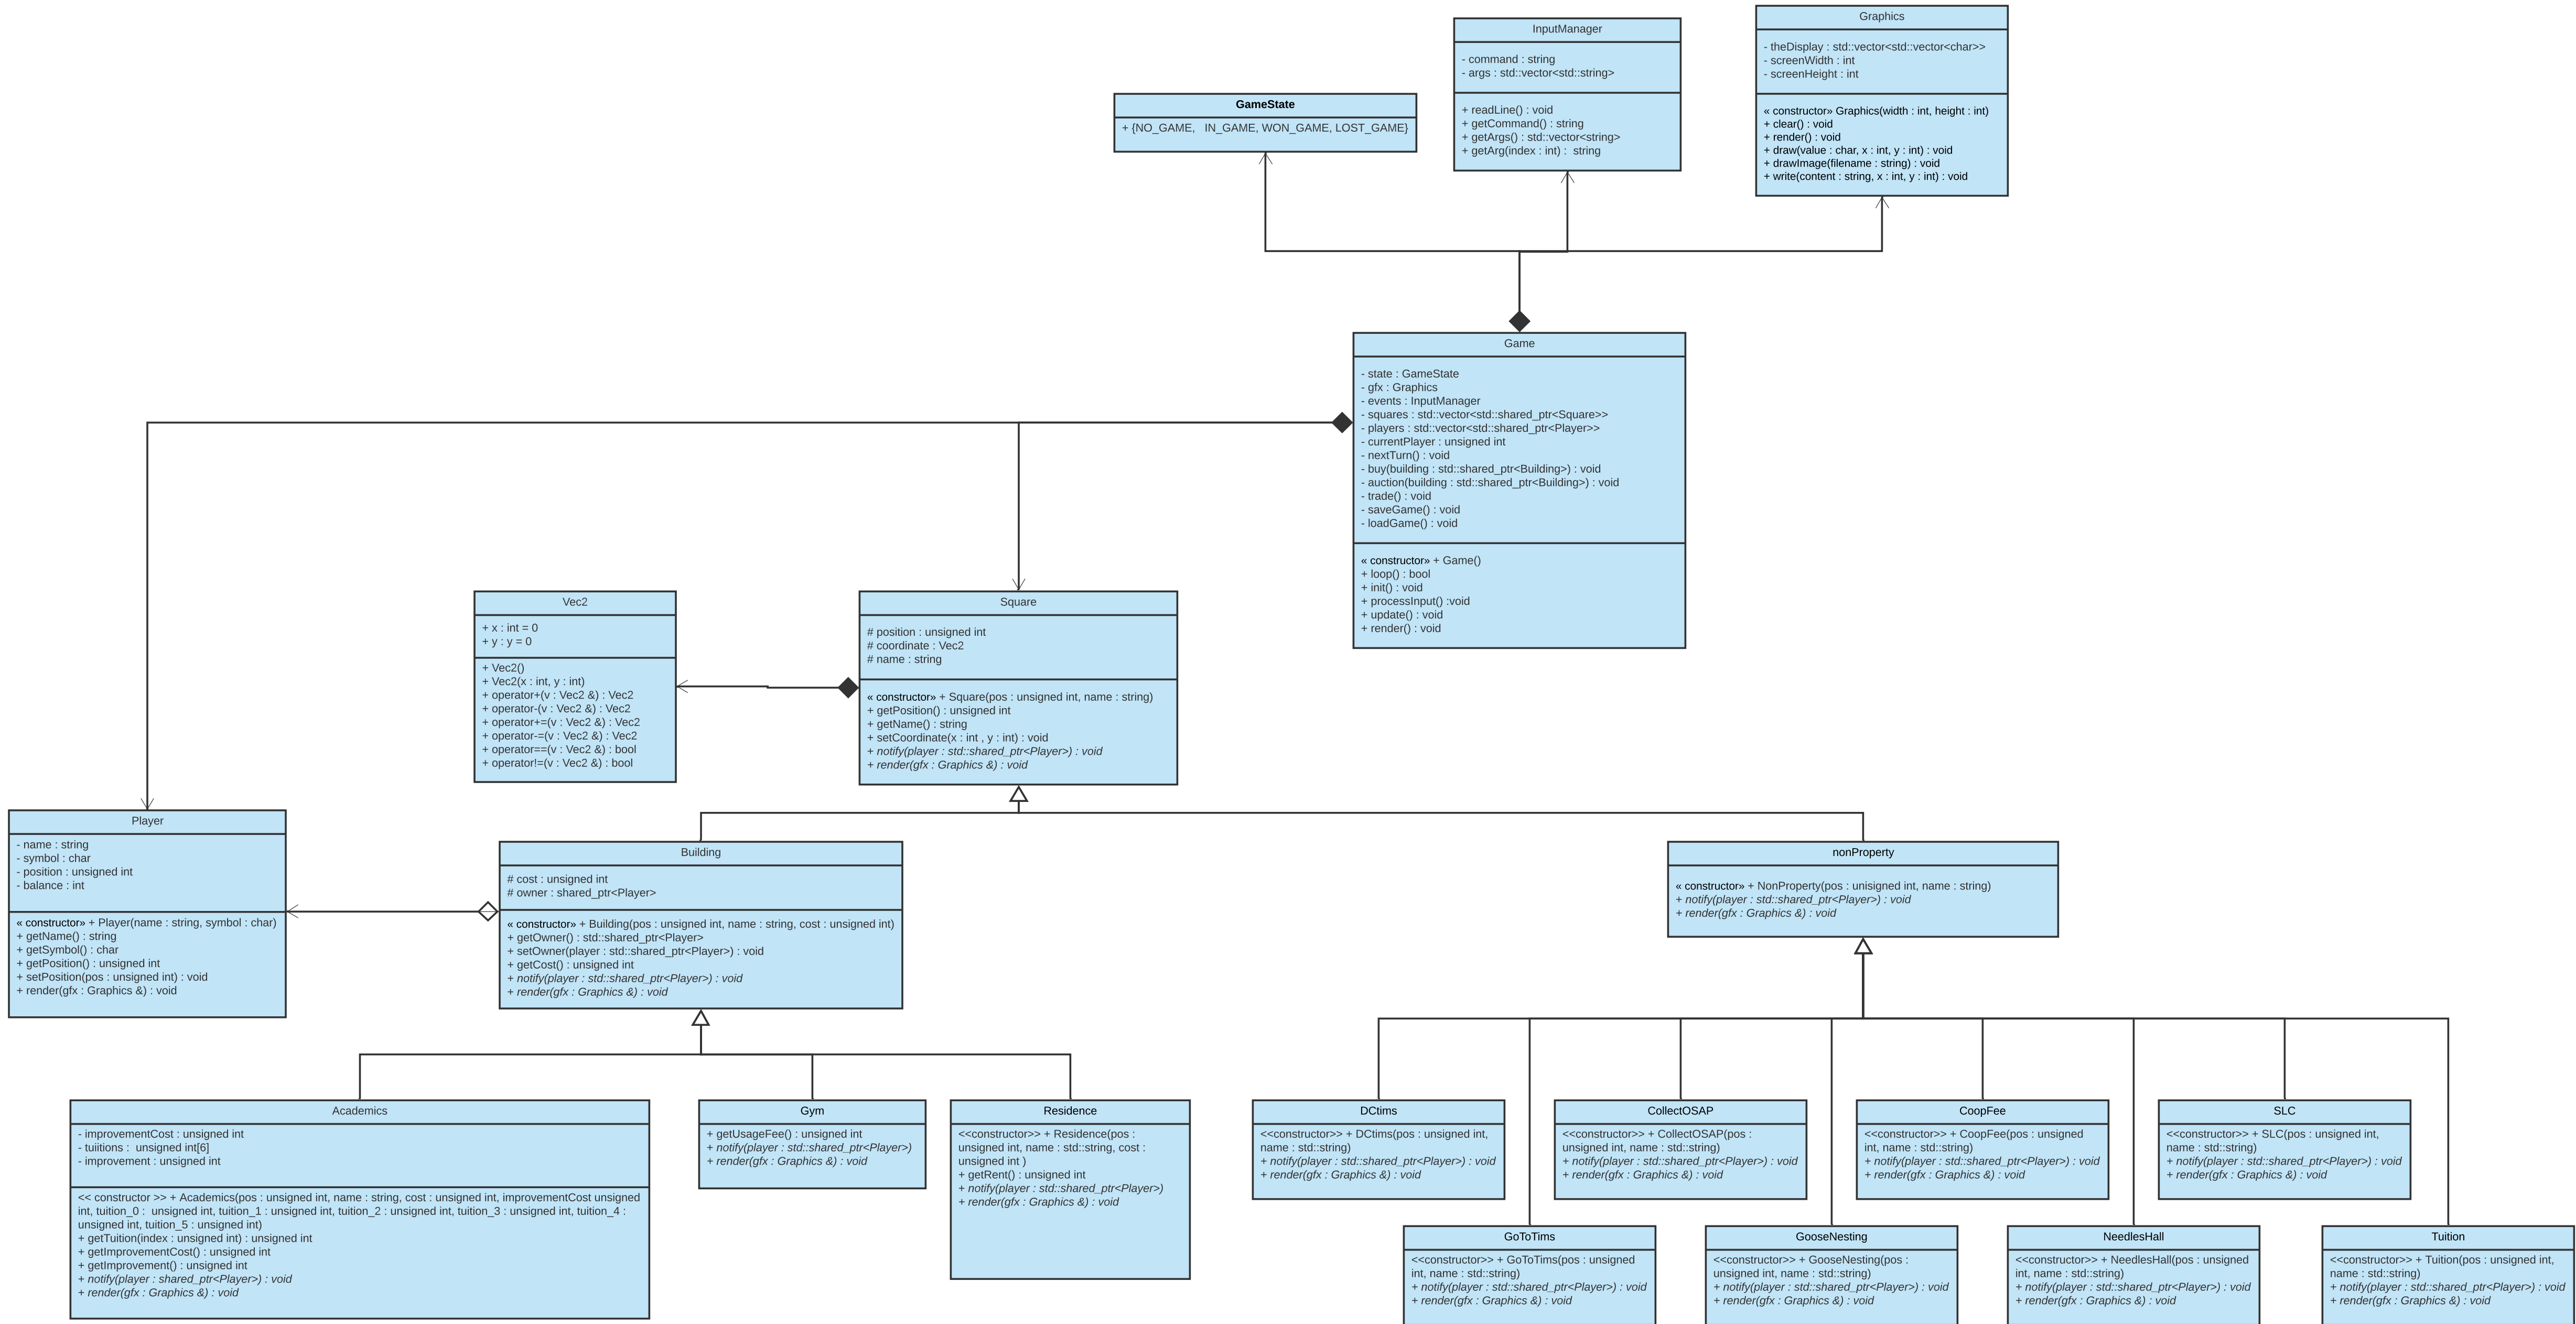 GameState
+ {NO_GAME,   IN_GAME, WON_GAME, LOST_GAME}
InputManager
- command : string
- args : std::vector<std::string>
+ readLine() : void
+ getCommand() : string
+ getArgs() : std::vector<string>
+ getArg(index : int) :  string
Graphics
- theDisplay : std::vector<std::vector<char>>
- screenWidth : int
- screenHeight : int
« constructor» Graphics(width : int, height : int)
+ clear() : void
+ render() : void
+ draw(value : char, x : int, y : int) : void
+ drawImage(filename : string) : void
+ write(content : string, x : int, y : int) : void
Game
- state : GameState
- gfx : Graphics
- events : InputManager
- squares : std::vector<std::shared_ptr<Square>>
- players : std::vector<std::shared_ptr<Player>>
- currentPlayer : unsigned int
- nextTurn() : void
- buy(building : std::shared_ptr<Building>) : void
- auction(building : std::shared_ptr<Building>) : void
- trade() : void
- saveGame() : void
- loadGame() : void
« constructor» + Game()
+ loop() : bool
+ init() : void
+ processInput() :void
+ update() : void
+ render() : void
Vec2
+ x : int = 0
+ y : y = 0
+ Vec2()
+ Vec2(x : int, y : int)
+ operator+(v : Vec2 &) : Vec2
+ operator-(v : Vec2 &) : Vec2
+ operator+=(v : Vec2 &) : Vec2
+ operator-=(v : Vec2 &) : Vec2
+ operator==(v : Vec2 &) : bool
+ operator!=(v : Vec2 &) : bool
Square
# position : unsigned int
# coordinate : Vec2
# name : string
« constructor» + Square(pos : unsigned int, name : string)
+ getPosition() : unsigned int
+ getName() : string
+ setCoordinate(x : int , y : int) : void
+ notify(player : std::shared_ptr<Player>) : void
+ render(gfx : Graphics &) : void
Player
- name : string
- symbol : char
- position : unsigned int
- balance : int
« constructor» + Player(name : string, symbol : char)
+ getName() : string
+ getSymbol() : char
+ getPosition() : unsigned int
+ setPosition(pos : unsigned int) : void
+ render(gfx : Graphics &) : void
Building
# cost : unsigned int
# owner : shared_ptr<Player>
« constructor» + Building(pos : unsigned int, name : string, cost : unsigned int)
+ getOwner() : std::shared_ptr<Player>
+ setOwner(player : std::shared_ptr<Player>) : void
+ getCost() : unsigned int
+ notify(player : std::shared_ptr<Player>) : void
+ render(gfx : Graphics &) : void
nonProperty
« constructor» + NonProperty(pos : unisigned int, name : string)
+ notify(player : std::shared_ptr<Player>) : void
+ render(gfx : Graphics &) : void
Academics
- improvementCost : unsigned int
- tuitions :  unsigned int[6]
- improvement : unsigned int
<< constructor >> + Academics(pos : unsigned int, name : string, cost : unsigned int, improvementCost unsigned
int, tuition_0 :  unsigned int, tuition_1 : unsigned int, tuition_2 : unsigned int, tuition_3 : unsigned int, tuition_4 :
unsigned int, tuition_5 : unsigned int)
+ getTuition(index : unsigned int) : unsigned int
+ getImprovementCost() : unsigned int
+ getImprovement() : unsigned int
+ notify(player : shared_ptr<Player>) : void
+ render(gfx : Graphics &) : void
Gym
+ getUsageFee() : unsigned int
+ notify(player : std::shared_ptr<Player>)
+ render(gfx : Graphics &) : void
Residence
<<constructor>> + Residence(pos :
unsigned int, name : std::string, cost :
unsigned int )
+ getRent() : unsigned int
+ notify(player : std::shared_ptr<Player>)
+ render(gfx : Graphics &) : void
DCtims
<<constructor>> + DCtims(pos : unsigned int,
name : std::string)
+ notify(player : std::shared_ptr<Player>) : void
+ render(gfx : Graphics &) : void
CollectOSAP
<<constructor>> + CollectOSAP(pos :
unsigned int, name : std::string)
+ notify(player : std::shared_ptr<Player>) : void
+ render(gfx : Graphics &) : void
CoopFee
<<constructor>> + CoopFee(pos : unsigned
int, name : std::string)
+ notify(player : std::shared_ptr<Player>) : void
+ render(gfx : Graphics &) : void
SLC
<<constructor>> + SLC(pos : unsigned int,
name : std::string)
+ notify(player : std::shared_ptr<Player>) : void
+ render(gfx : Graphics &) : void
GoToTims
<<constructor>> + GoToTims(pos : unsigned
int, name : std::string)
+ notify(player : std::shared_ptr<Player>) : void
+ render(gfx : Graphics &) : void
GooseNesting
<<constructor>> + GooseNesting(pos :
unsigned int, name : std::string)
+ notify(player : std::shared_ptr<Player>) : void
+ render(gfx : Graphics &) : void
NeedlesHall
<<constructor>> + NeedlesHall(pos : unsigned
int, name : std::string)
+ notify(player : std::shared_ptr<Player>) : void
+ render(gfx : Graphics &) : void
Tuition
<<constructor>> + Tuition(pos : unsigned int,
name : std::string)
+ notify(player : std::shared_ptr<Player>) : void
+ render(gfx : Graphics &) : void